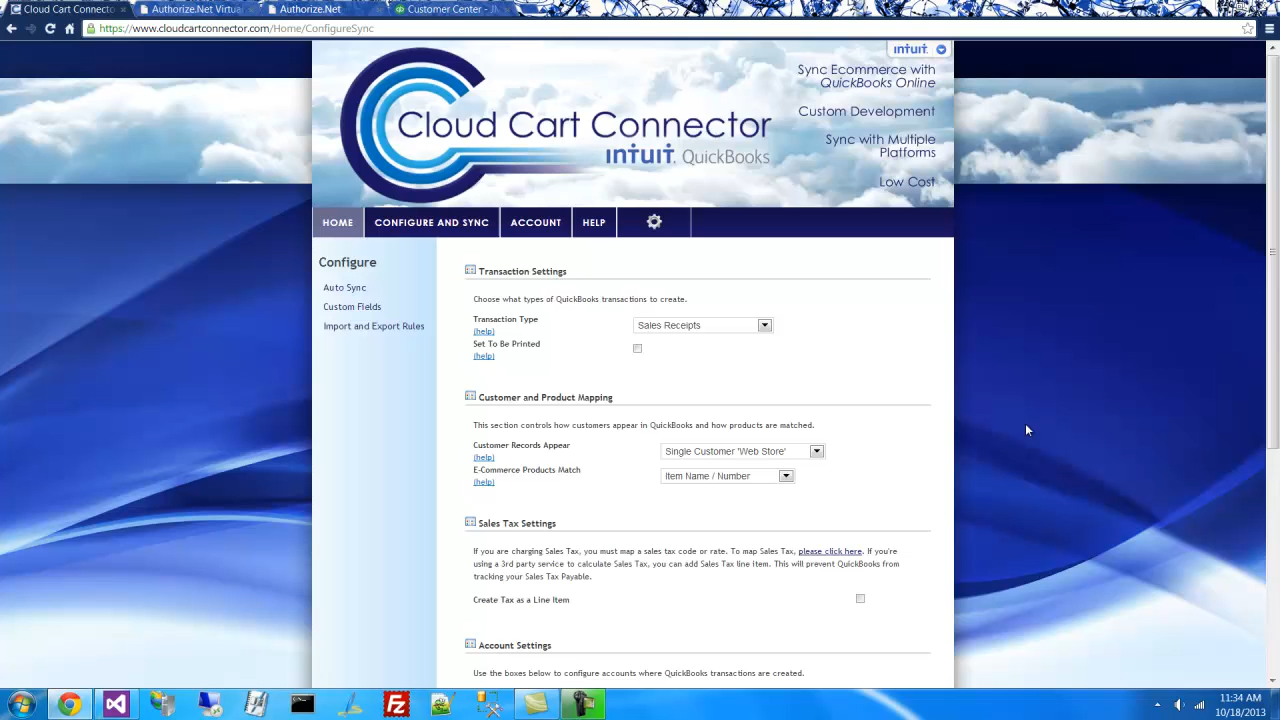 Cloud Cart Connecto
Authorize.Net Virtua
Authorize.Net
Customer Center - JN
https://www.cloudcartconnector.com/Home/ConfigureSync
intuit
Sync Ecommerce with
QuickBooks Online
Custom Development
Sync with Multiple
Platforms
Low Cost
Cloud Cart Connector
INTUIT QuickBooks
HOME
CONFIGURE AND SYNC
ACCOUNT
HELP
Configure
Auto Sync
Custom Fields
Import and Export Rules
Transaction Settings
Choose what types of QuickBooks transactions to create.
Transaction Type
(help)
Sales Receipts
Set To Be Printed
(help)
Customer and Product Mapping
This section controls how customers appear in QuickBooks and how products are matched.
Customer Records Appear
(help)
Single Customer 'Web Store'
E-Commerce Products Match
(help)
Item Name / Number
Sales Tax Settings
If you are charging Sales Tax, you must map a sales tax code or rate. To map Sales Tax, please click here. If you're
using a 3rd party service to calculate Sales Tax, you can add Sales Tax line item. This will prevent QuickBooks from
tracking your Sales Tax Payable.
Create Tax as a Line Item
Account Settings
Use the boxes below to configure accounts where QuickBooks transactions are created.
11:34 AM
10/18/2013